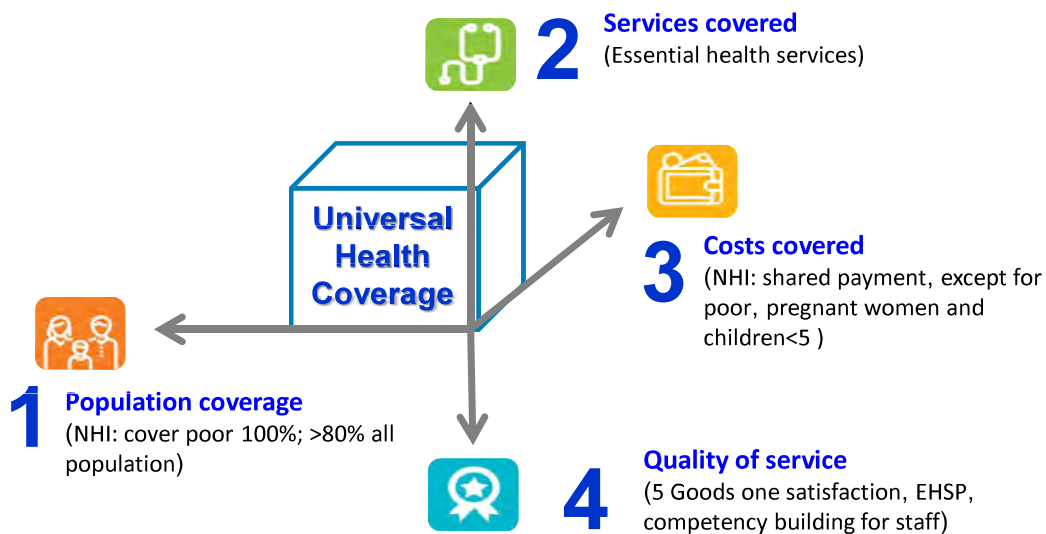 2
Services covered
(Essential health services)
Universal
Health
Coverage
3
Costs covered
(NHI: shared payment, except for
poor, pregnant women and
children<5 )
1
Population coverage
(NHI: cover poor 100%; >80% all
population)
4
Quality of service
(5 Goods one satisfaction, EHSP,
competency building for staff)